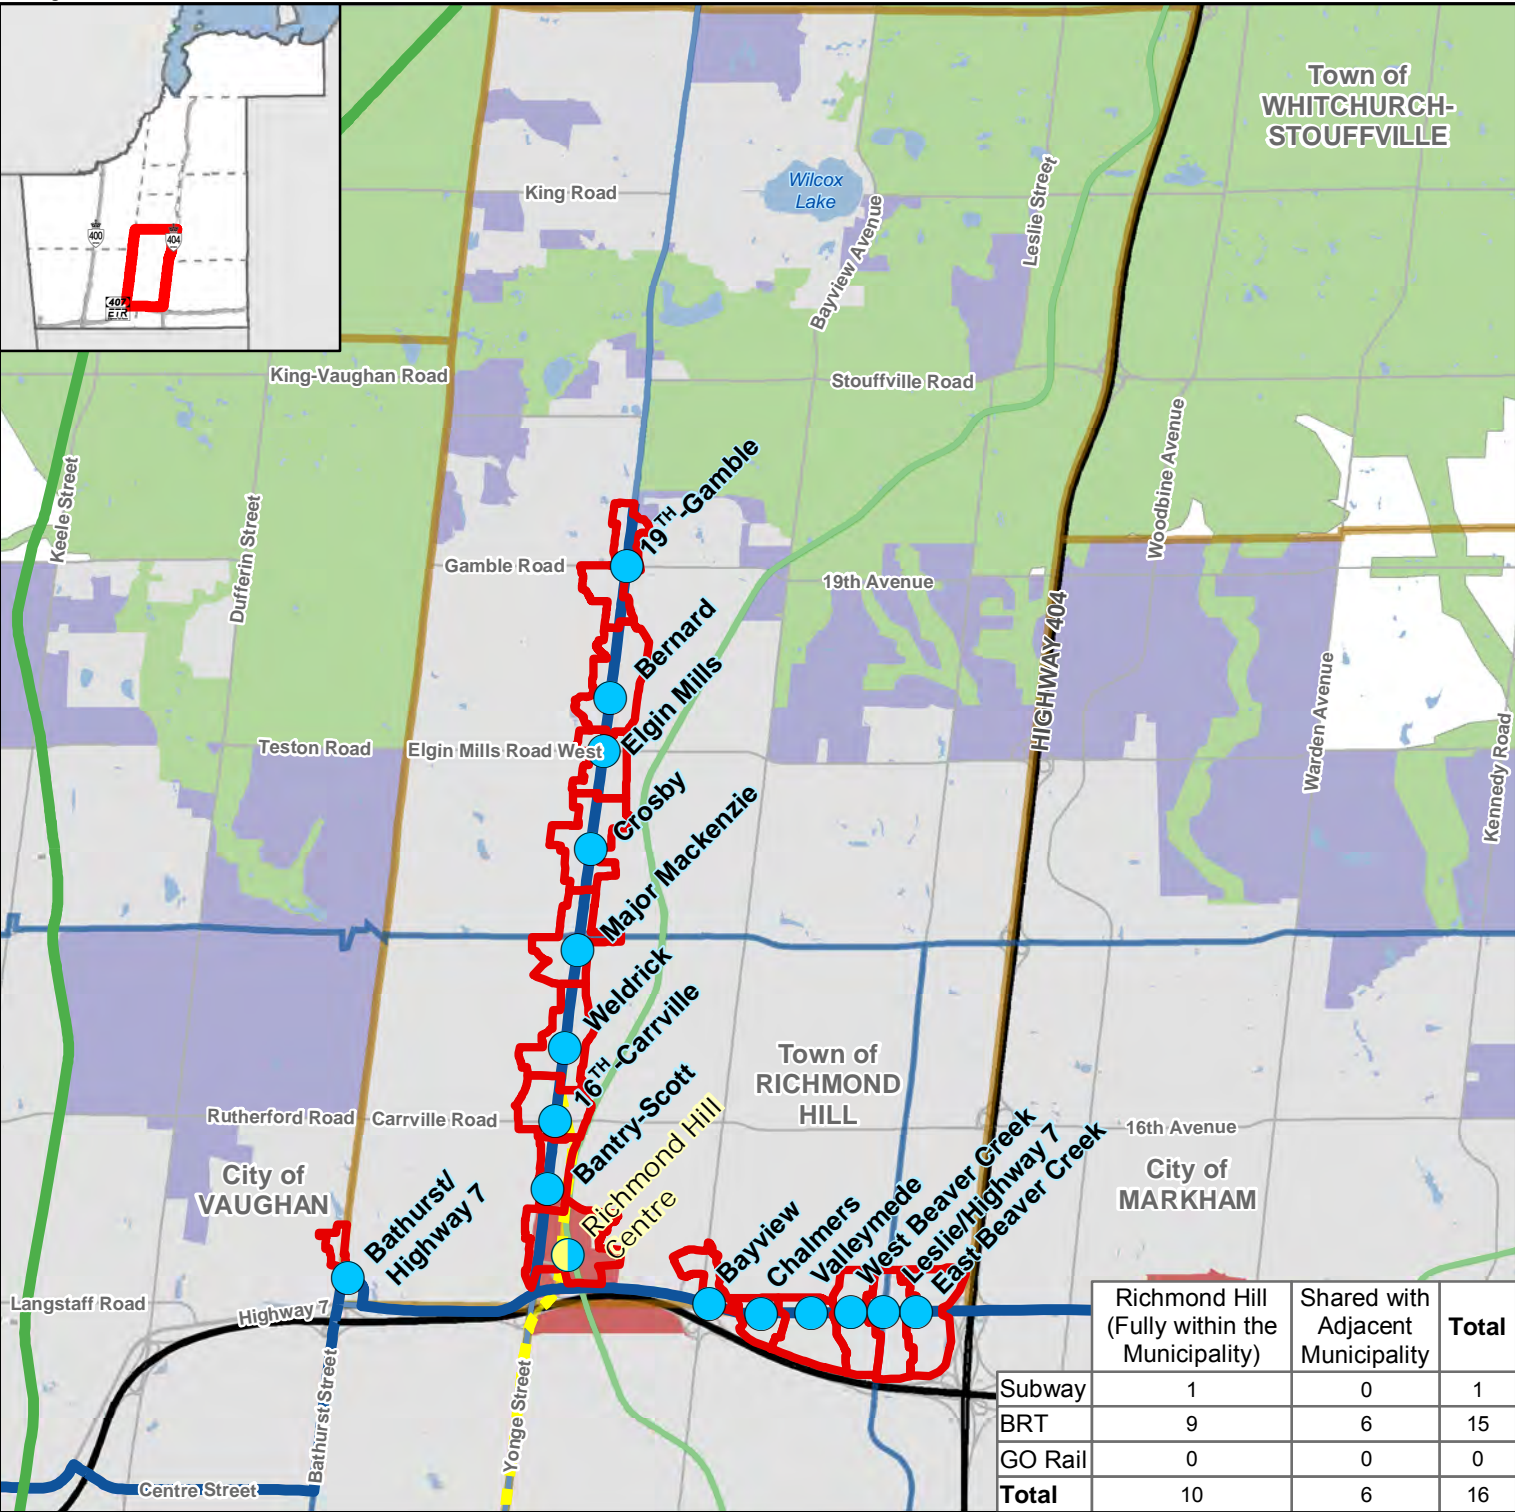 400
404
407
ETR
Town of
WHITCHURCH-
STOUFFVILLE
King Road
Wilcox
Lake
Bayview Avenue
Leslie Street
King-Vaughan Road
Stouffville Road
Keele Street
Dufferin Street
Woodbine Avenue
19TH-Gamble
Gamble Road
19th Avenue
HIGHWAY 404
Bernard
Elgin Mills
Teston Road
Elgin Mills Road West
Warden Avenue
Kennedy Road
Crosby
Major Mackenzie
Weldrick
16TH-Carrville
Town of
RICHMOND
HILL
Rutherford Road
Carrville Road
16th Avenue
Bantry-Scott
Richmond Hill
Centre
City of
VAUGHAN
City of
MARKHAM
Bathurst/
Highway 7
Bayview
Chalmers
Valleymede
West Beaver Creek
Leslie/Highway 7
East Beaver Creek
Langstaff Road
Highway 7
Bathurst Street
Yonge Street
Centre Street
Richmond Hill (Fully within the Municipality) Shared with Adjacent Municipality Total
Subway 1 0 1
BRT 9 6 15
GO Rail 0 0 0
Total 10 6 16